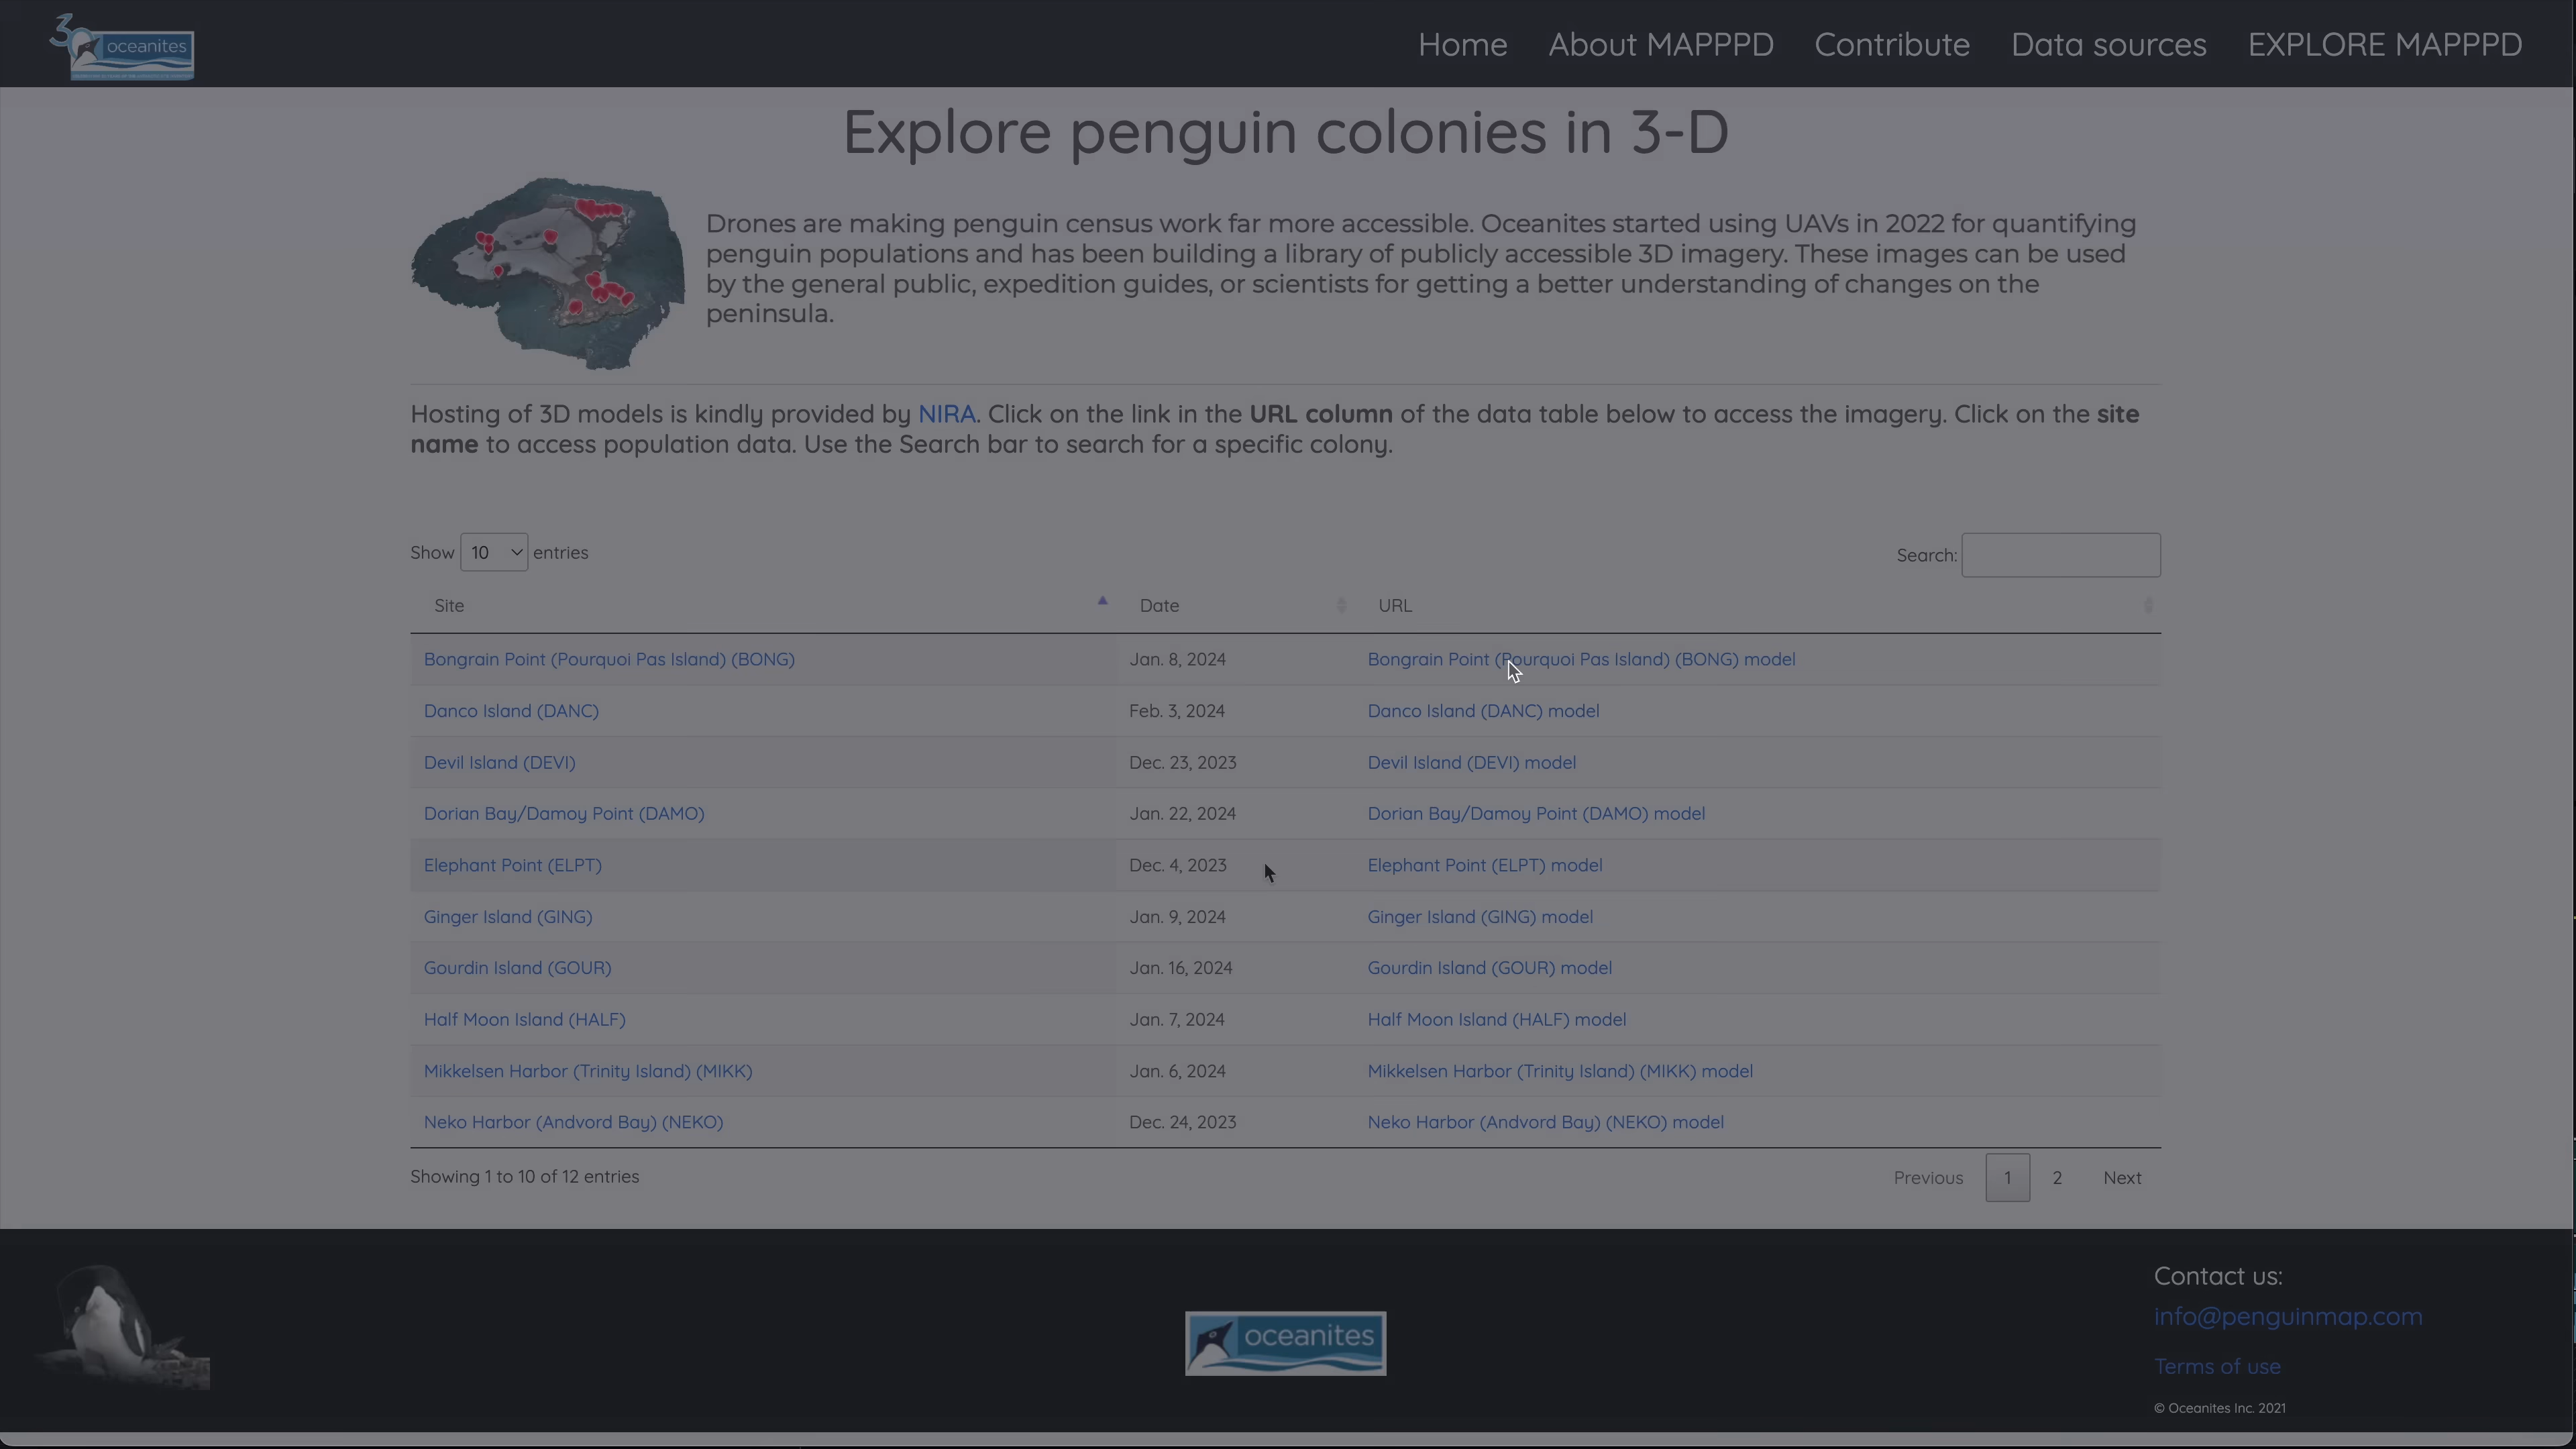 30 oceanites
Home About MAPPPD Contribute Data sources EXPLORE MAPPPD
Explore penguin colonies in 3-D
Drones are making penguin census work far more accessible. Oceanites started using UAVs in 2022 for quantifying
penguin populations and has been building a library of publicly accessible 3D imagery. These images can be used
by the general public, expedition guides, or scientists for getting a better understanding of changes on the
peninsula.
Hosting of 3D models is kindly provided by NIRA. Click on the link in the URL column of the data table below to access the imagery. Click on the site
name to access population data. Use the Search bar to search for a specific colony.
Show 10 entries Search:
Site Date URL
Bongrain Point (Pourquoi Pas Island) (BONG) Jan. 8, 2024 Bongrain Point (Pourquoi Pas Island) (BONG) model
Danco Island (DANC) Feb. 3, 2024 Danco Island (DANC) model
Devil Island (DEVI) Dec. 23, 2023 Devil Island (DEVI) model
Dorian Bay/Damoy Point (DAMO) Jan. 22, 2024 Dorian Bay/Damoy Point (DAMO) model
Elephant Point (ELPT) Dec. 4, 2023 Elephant Point (ELPT) model
Ginger Island (GING) Jan. 9, 2024 Ginger Island (GING) model
Gourdin Island (GOUR) Jan. 16, 2024 Gourdin Island (GOUR) model
Half Moon Island (HALF) Jan. 7, 2024 Half Moon Island (HALF) model
Mikkelsen Harbor (Trinity Island) (MIKK) Jan. 6, 2024 Mikkelsen Harbor (Trinity Island) (MIKK) model
Neko Harbor (Andvord Bay) (NEKO) Dec. 24, 2023 Neko Harbor (Andvord Bay) (NEKO) model
Showing 1 to 10 of 12 entries Previous 1 2 Next
Contact us:
info@penguinmap.com
oceanites
Terms of use
© Oceanites Inc. 2021